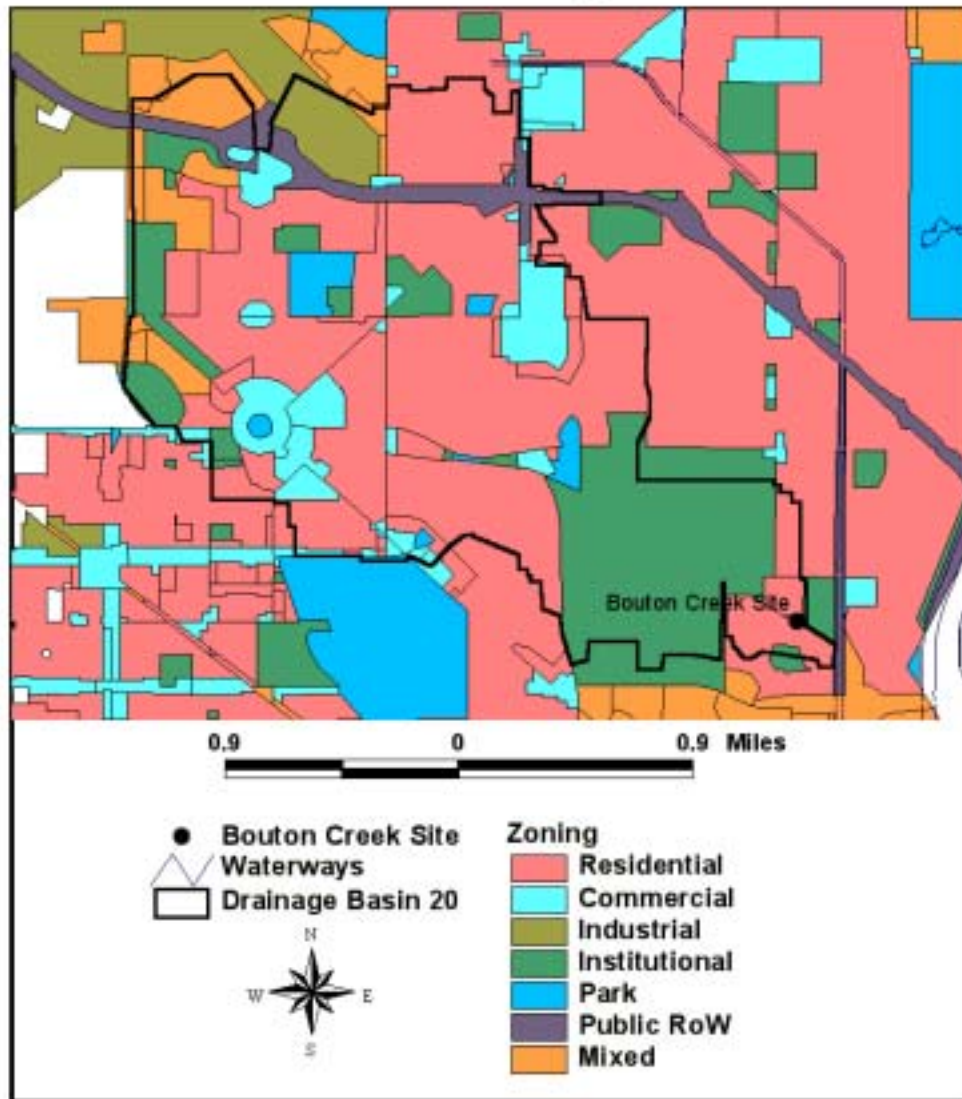 Bouton Creek Site
0.9 0 0.9 Miles
Bouton Creek Site
Waterways
Drainage Basin 20
N
W E
S
Zoning
Residential
Commercial
Industrial
Institutional
Park
Public RoW
Mixed